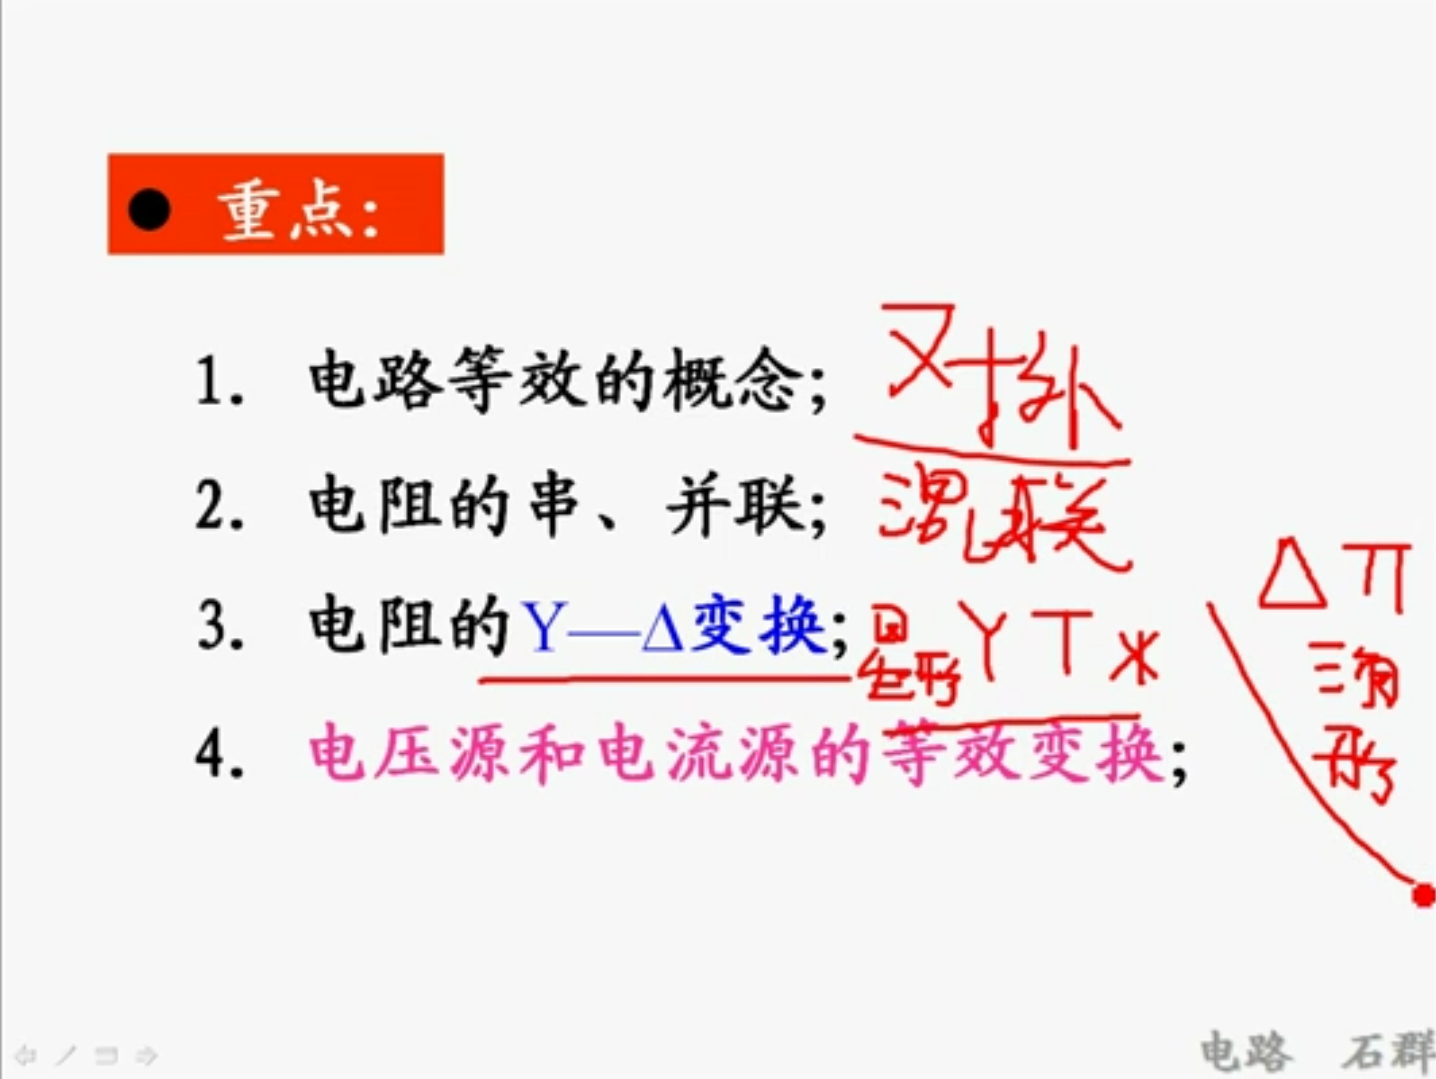 ● 重点:
1. 电路等效的概念; 对外
2. 电阻的串、并联; 混联
3. 电阻的Y—Δ变换; 星形 Y T
Δ π
三角
形
4. 电压源和电流源的等效变换;
电路 石群